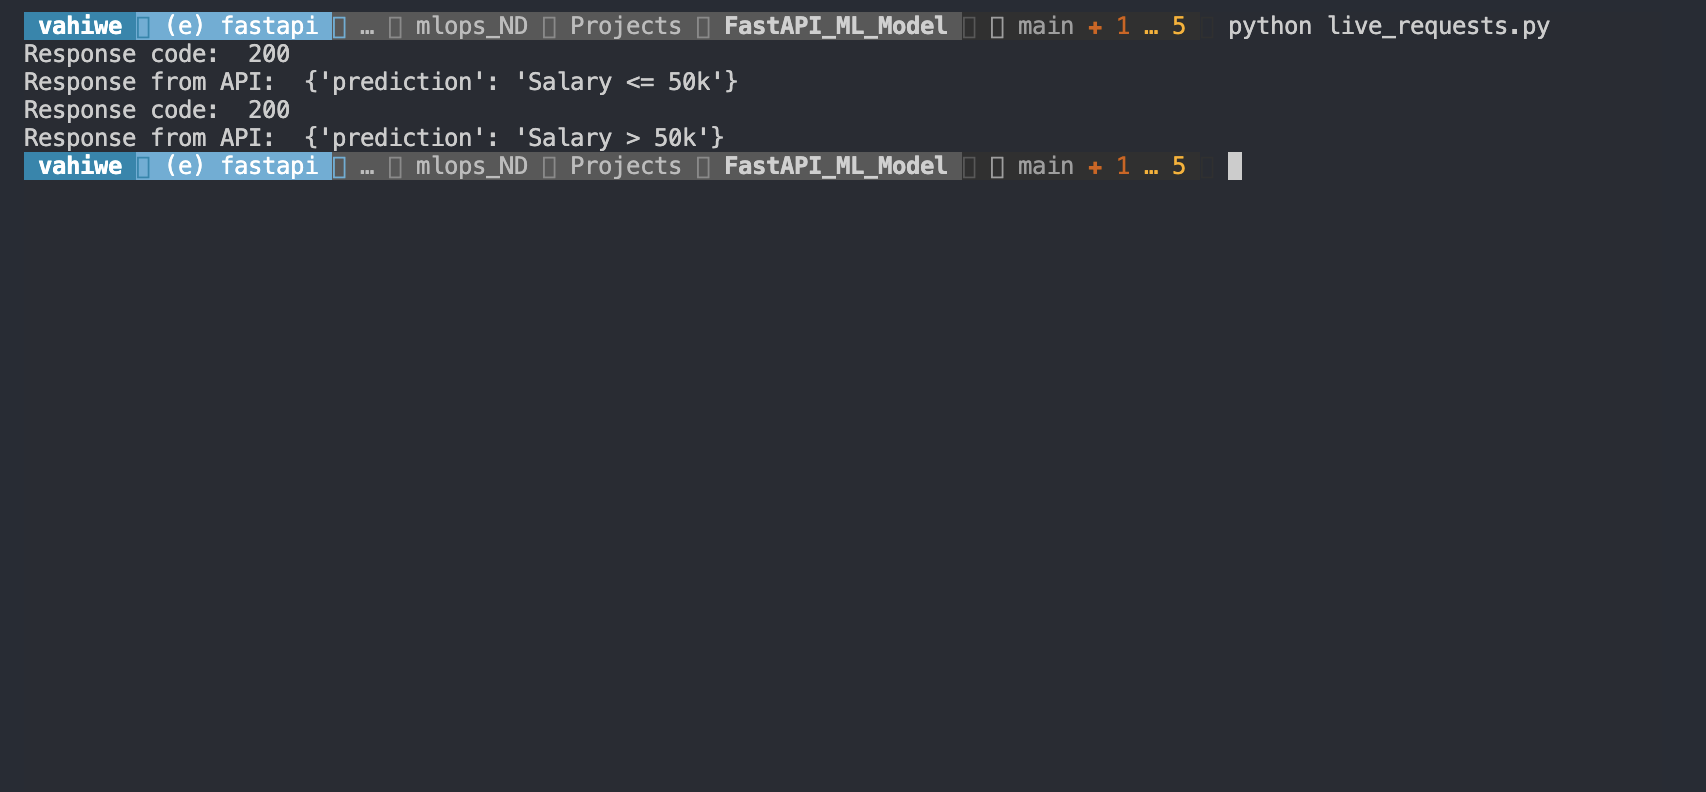 vahiwe (e) fastapi … mlops_ND Projects FastAPI_ML_Model main + 1 … 5 python live_requests.py
Response code:  200
Response from API:  {'prediction': 'Salary <= 50k'}
Response code:  200
Response from API:  {'prediction': 'Salary > 50k'}
vahiwe (e) fastapi … mlops_ND Projects FastAPI_ML_Model main + 1 … 5